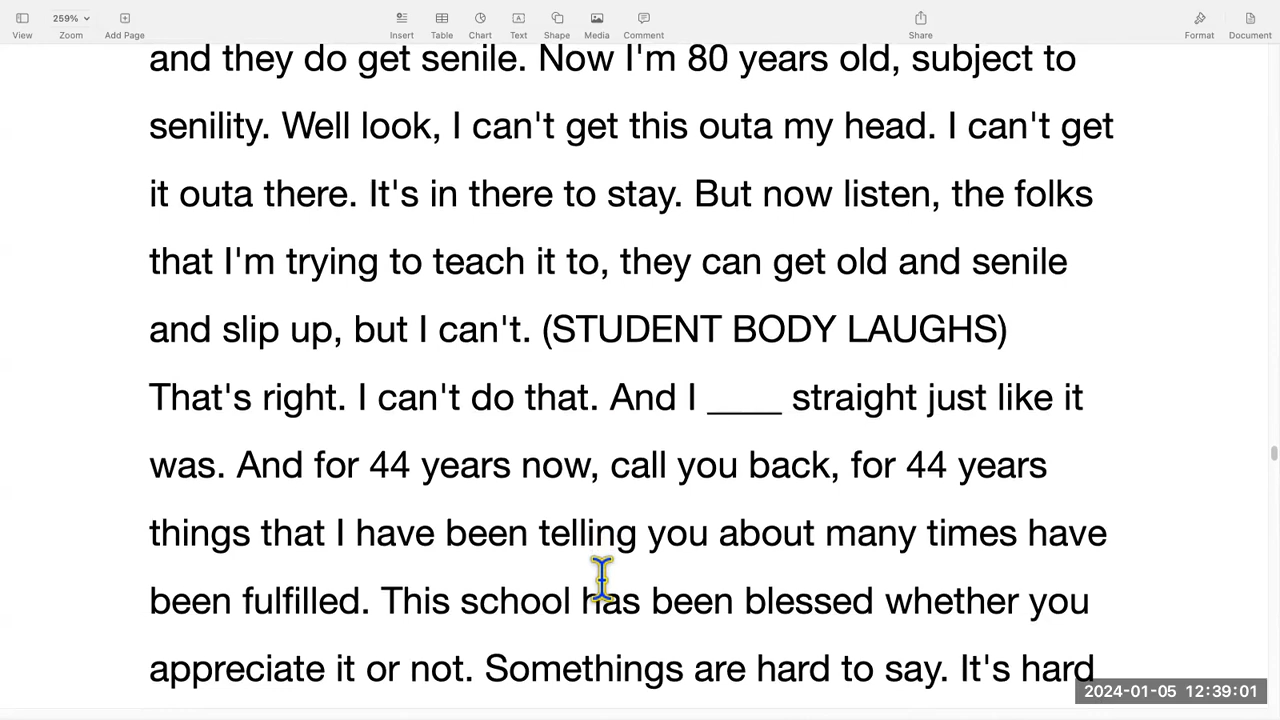 259%
View
Zoom
Add Page
Insert
Table
Chart
Text
Shape
Media
Comment
Share
Format
Document
and they do get senile. Now I'm 80 years old, subject to
senility. Well look, I can't get this outa my head. I can't get
it outa there. It's in there to stay. But now listen, the folks
that I'm trying to teach it to, they can get old and senile
and slip up, but I can't. (STUDENT BODY LAUGHS)
That's right. I can't do that. And I ____ straight just like it
was. And for 44 years now, call you back, for 44 years
things that I have been telling you about many times have
been fulfilled. This school has been blessed whether you
appreciate it or not. Somethings are hard to say. It's hard
2024-01-05 12:39:01